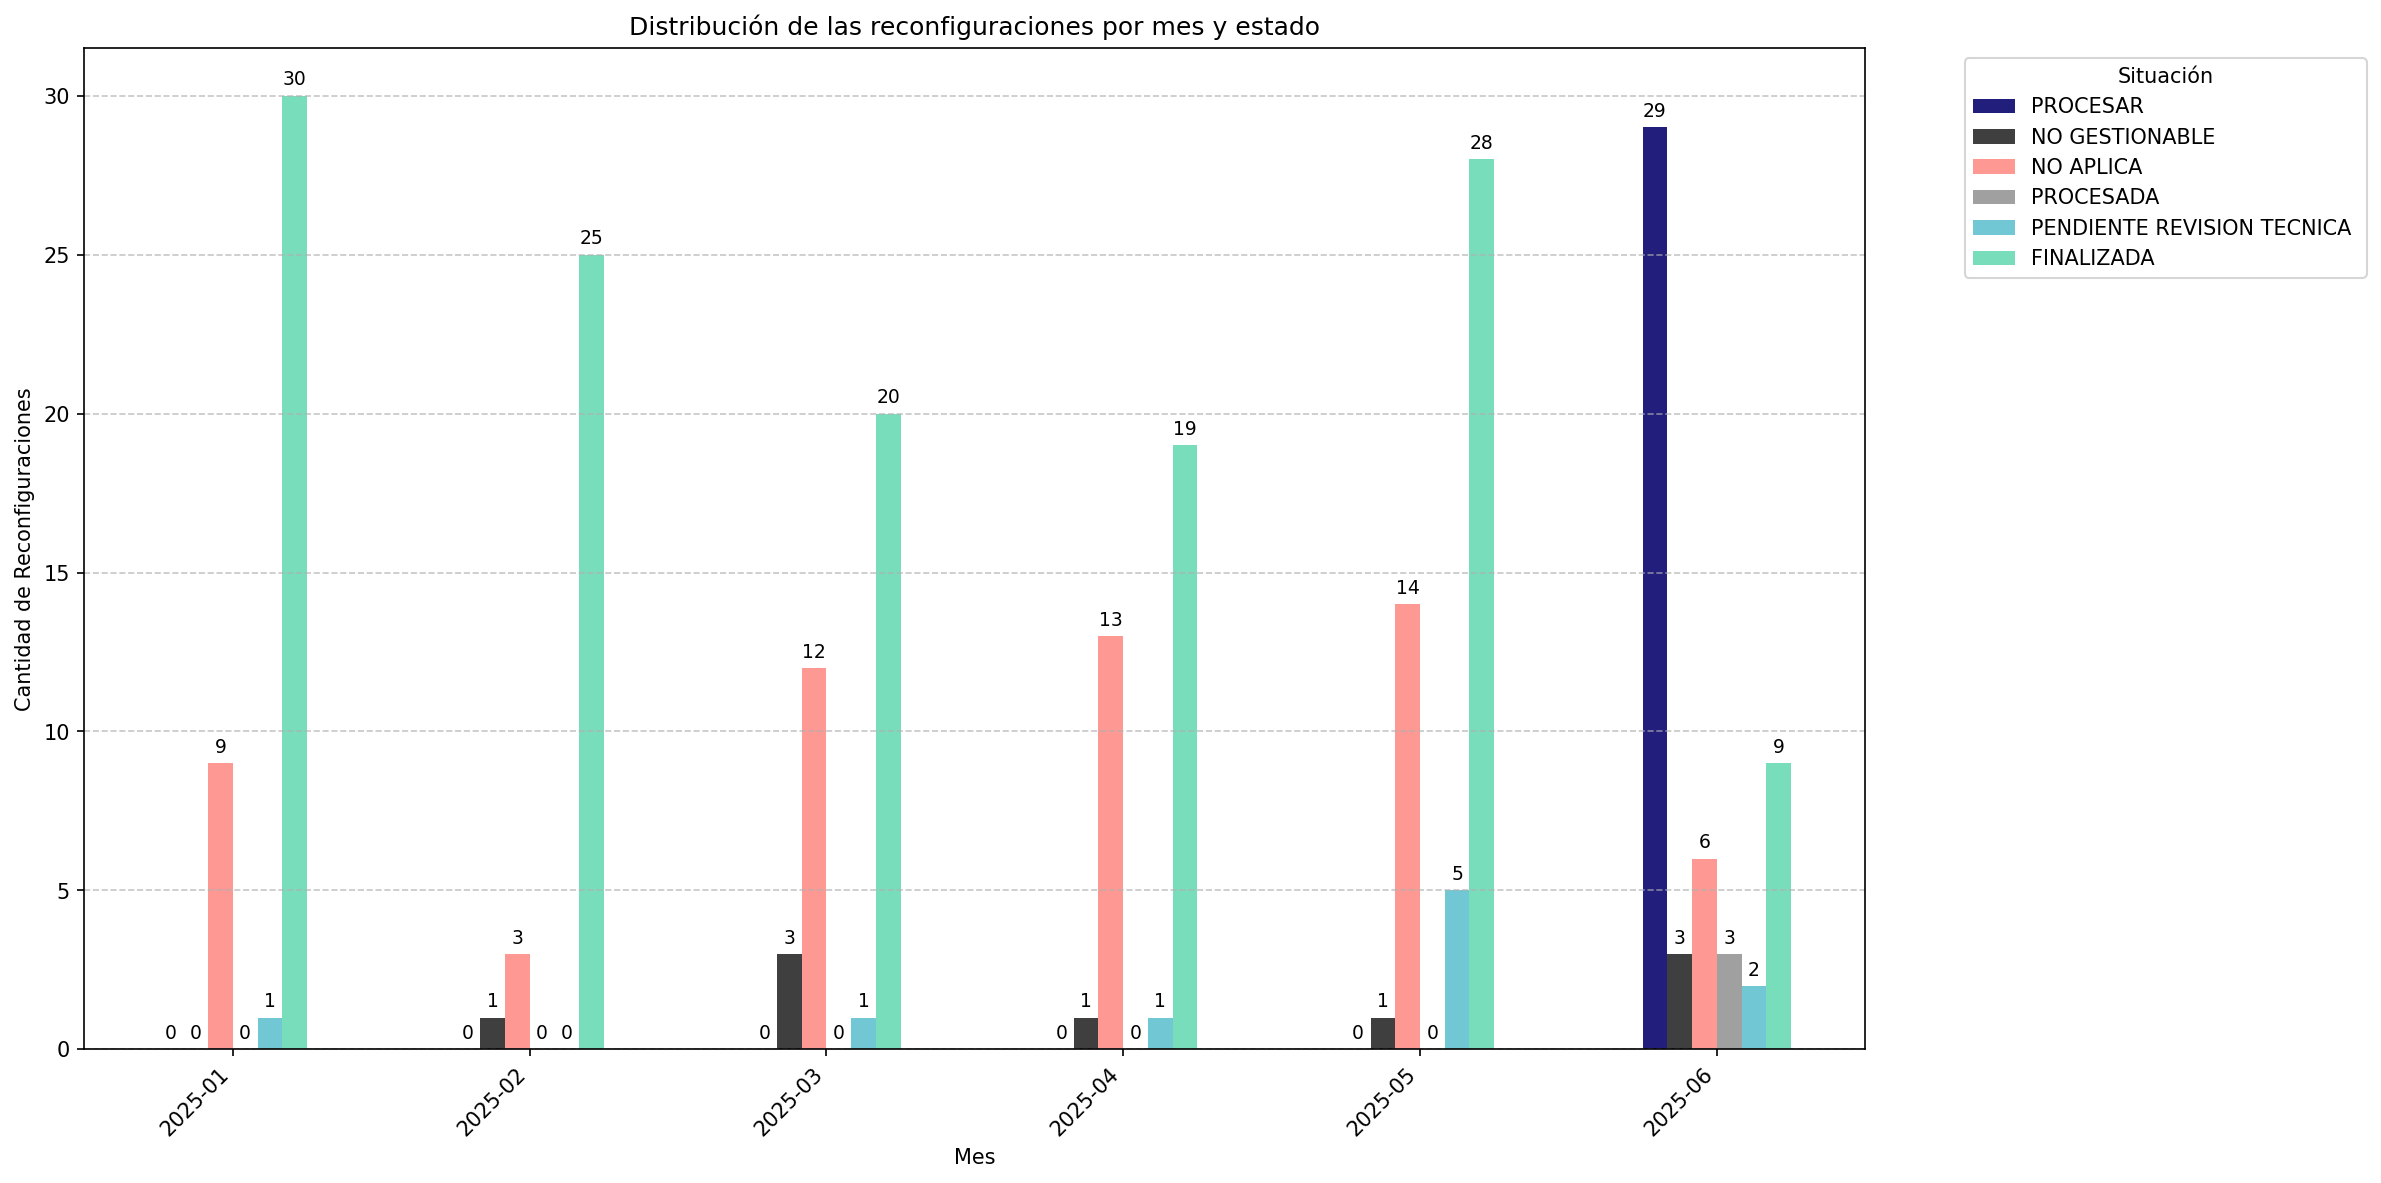 Distribución de las reconfiguraciones por mes y estado
Cantidad de Reconfiguraciones
30
25
20
15
10
5
0
0 0 9 0 1 30
0 1 3 0 0 25
0 3 12 0 1 20
0 1 13 0 1 19
0 1 14 0 5 28
29 3 6 3 2 9
2025-01
2025-02
2025-03
2025-04
2025-05
2025-06
Mes
Situación
PROCESAR
NO GESTIONABLE
NO APLICA
PROCESADA
PENDIENTE REVISION TECNICA
FINALIZADA